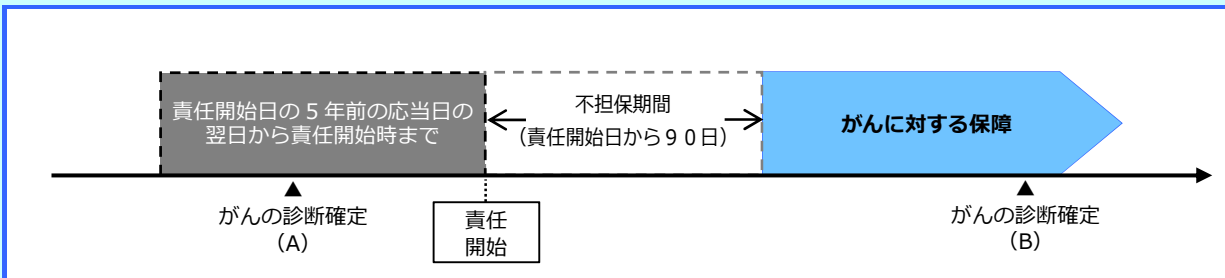 責任開始日の５年前の応当日の
翌日から責任開始時まで
不担保期間
（責任開始日から９０日）
がんに対する保障
▲
がんの診断確定
（A）
責任
開始
▲
がんの診断確定
（B）